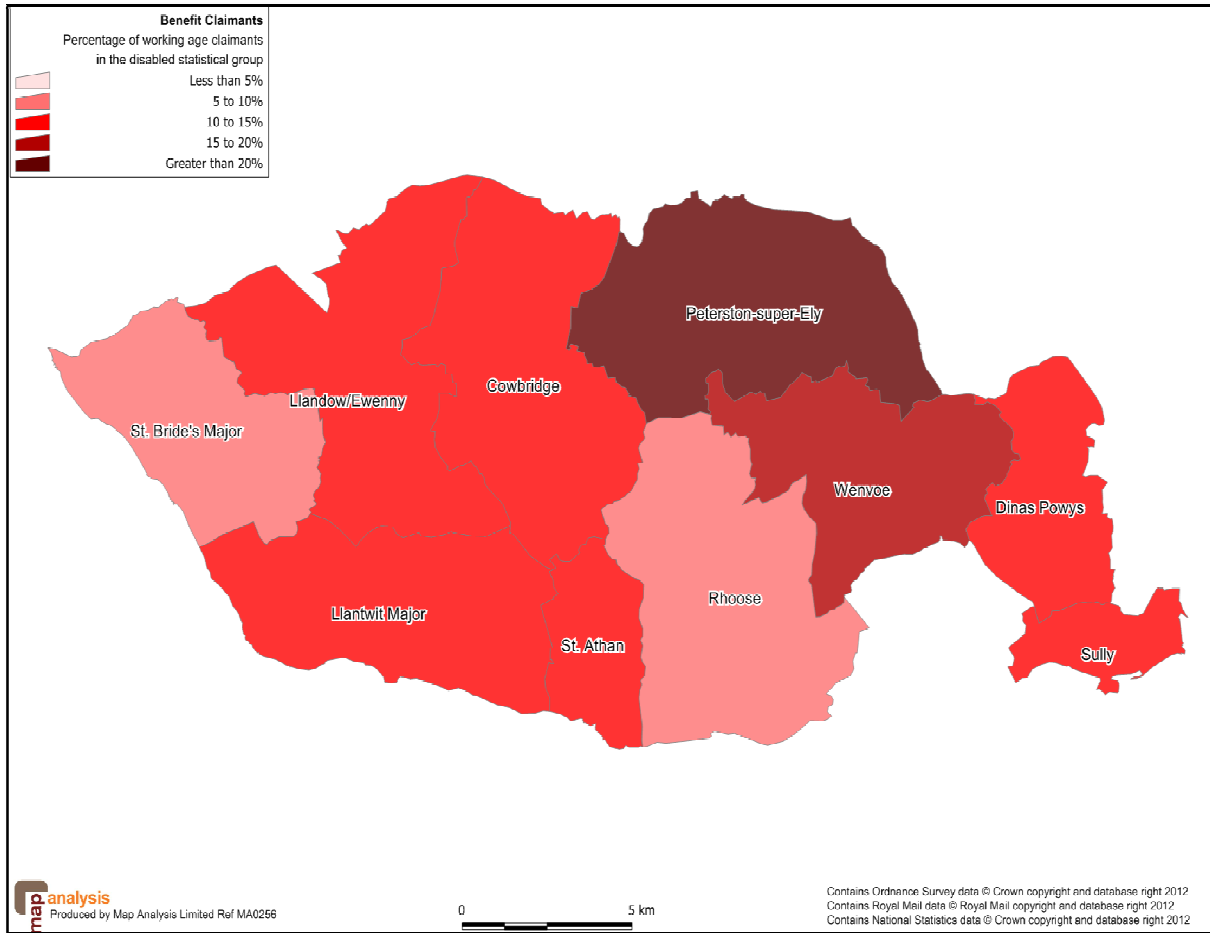 Benefit Claimants
Percentage of working age claimants
in the disabled statistical group
Less than 5%
5 to 10%
10 to 15%
15 to 20%
Greater than 20%
Peterston-super-Ely
Cowbridge
Llandow/Ewenny
St. Bride's Major
Wenvoe
Dinas Powys
Rhoose
Llantwit Major
St. Athan
Sully
map analysis
Produced by Map Analysis Limited Ref MA0256
0 5 km
Contains Ordnance Survey data © Crown copyright and database right 2012
Contains Royal Mail data © Royal Mail copyright and database right 2012
Contains National Statistics data © Crown copyright and database right 2012